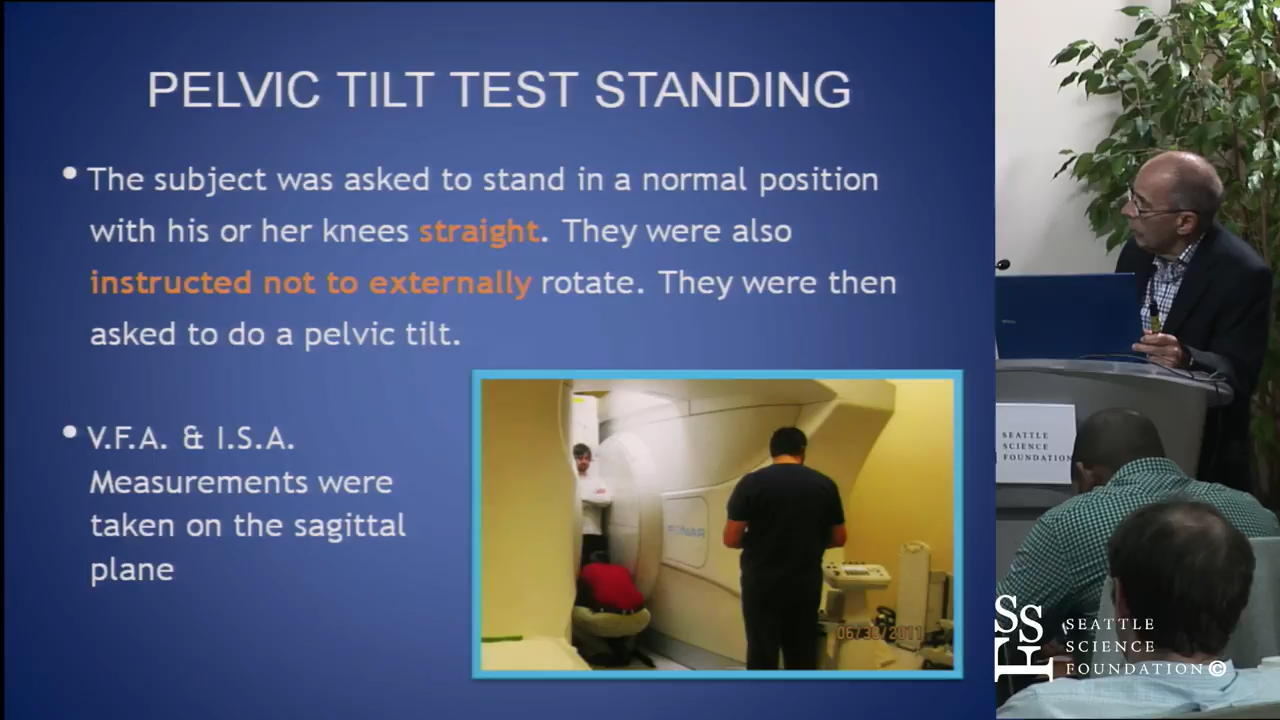 PELVIC TILT TEST STANDING
• The subject was asked to stand in a normal position
with his or her knees straight. They were also
instructed not to externally rotate. They were then
asked to do a pelvic tilt.
• V.F.A. & I.S.A.
Measurements were
taken on the sagittal
plane
FONAR
06/30/2011
SEATTLE
SCIENCE
FOUNDATION
SSF
SEATTLE
SCIENCE
FOUNDATION©